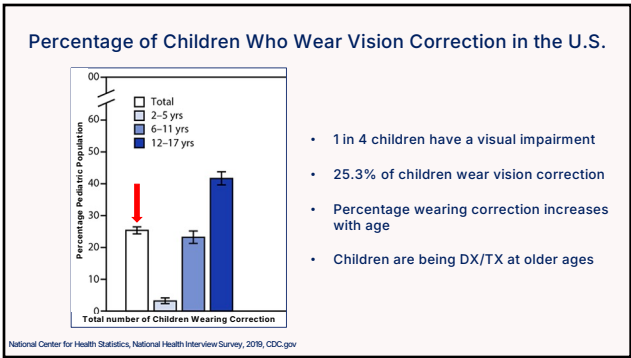 Percentage of Children Who Wear Vision Correction in the U.S.
00
60
50
40
30
20
10
0
Percentage Pediatric Population
Total
2–5 yrs
6–11 yrs
12–17 yrs
Total number of Children Wearing Correction
• 1 in 4 children have a visual impairment
• 25.3% of children wear vision correction
• Percentage wearing correction increases
with age
• Children are being DX/TX at older ages
National Center for Health Statistics, National Health Interview Survey, 2019, CDC.gov